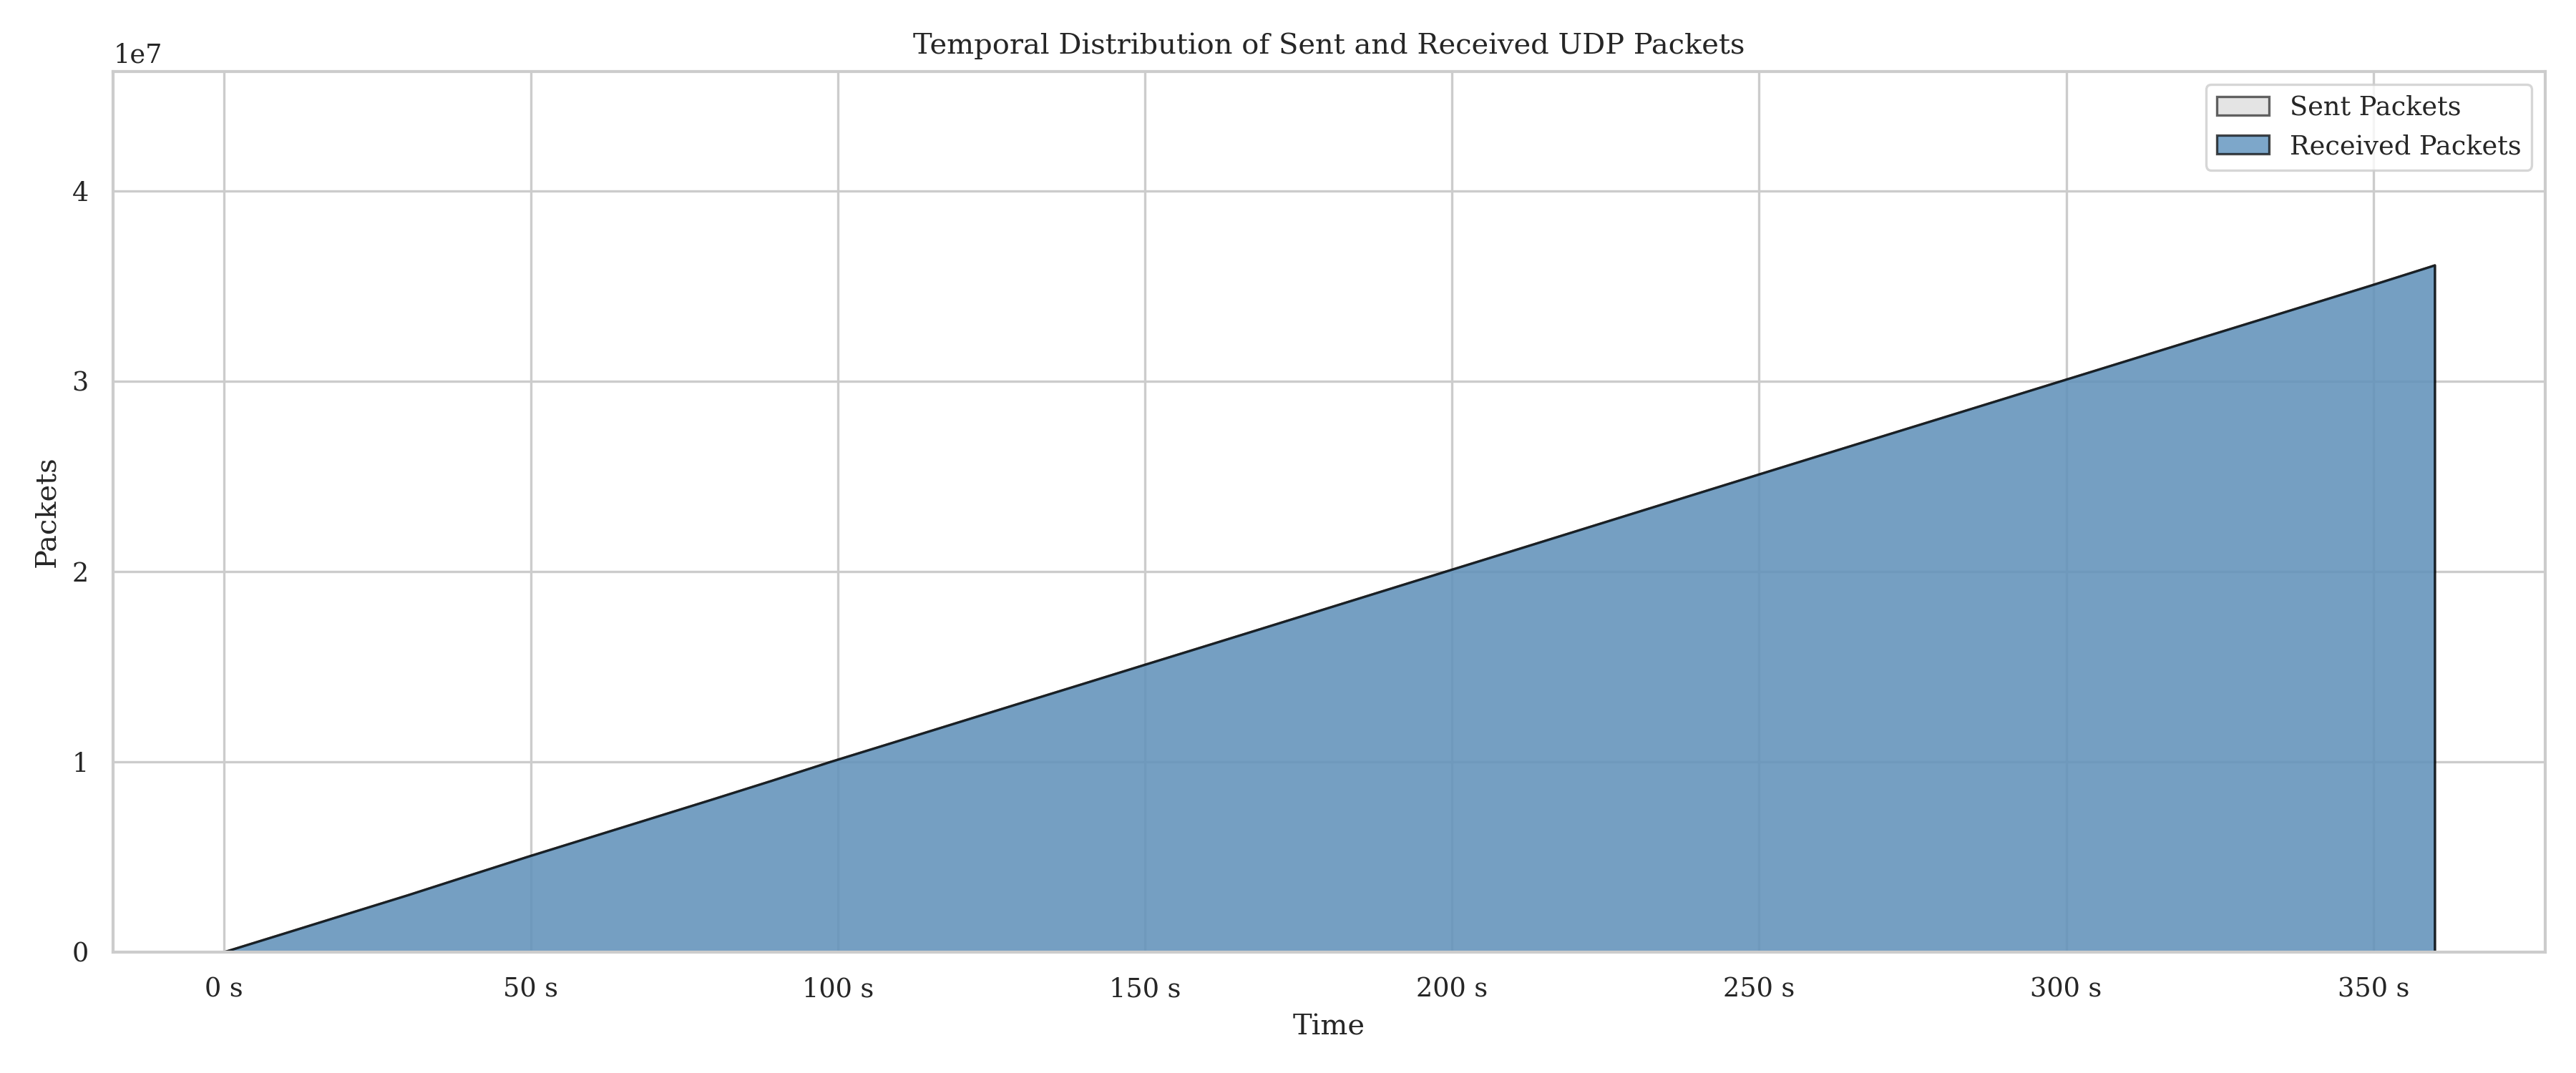 Temporal Distribution of Sent and Received UDP Packets
1e7
Sent Packets
Received Packets
4
3
2
1
0
Packets
0 s 50 s 100 s 150 s 200 s 250 s 300 s 350 s
Time